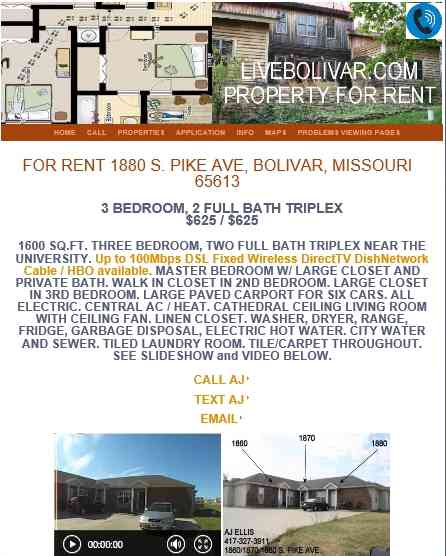 LIVEBOLIVAR.COM
PROPERTY FOR RENT
HOME CALL PROPERTIES APPLICATION INFO MAPS PROBLEMS VIEWING PAGES
FOR RENT 1880 S. PIKE AVE, BOLIVAR, MISSOURI
65613
3 BEDROOM, 2 FULL BATH TRIPLEX
$625 / $625
1600 SQ.FT. THREE BEDROOM, TWO FULL BATH TRIPLEX NEAR THE
UNIVERSITY. Up to 100Mbps DSL Fixed Wireless DirectTV DishNetwork
Cable / HBO available. MASTER BEDROOM W/ LARGE CLOSET AND
PRIVATE BATH. WALK IN CLOSET IN 2ND BEDROOM. LARGE CLOSET
IN 3RD BEDROOM. LARGE PAVED CARPORT FOR SIX CARS. ALL
ELECTRIC. CENTRAL AC / HEAT. CATHEDRAL CEILING LIVING ROOM
WITH CEILING FAN. LINEN CLOSET. WASHER, DRYER, RANGE,
FRIDGE, GARBAGE DISPOSAL, ELECTRIC HOT WATER. CITY WATER
AND SEWER. TILED LAUNDRY ROOM. TILE/CARPET THROUGHOUT.
SEE SLIDESHOW and VIDEO BELOW.
CALL AJ
TEXT AJ
EMAIL
1860 1870 1880
00:00:00
AJ ELLIS
417-327-3911
1860/1870/1880 S. PIKE AVE.